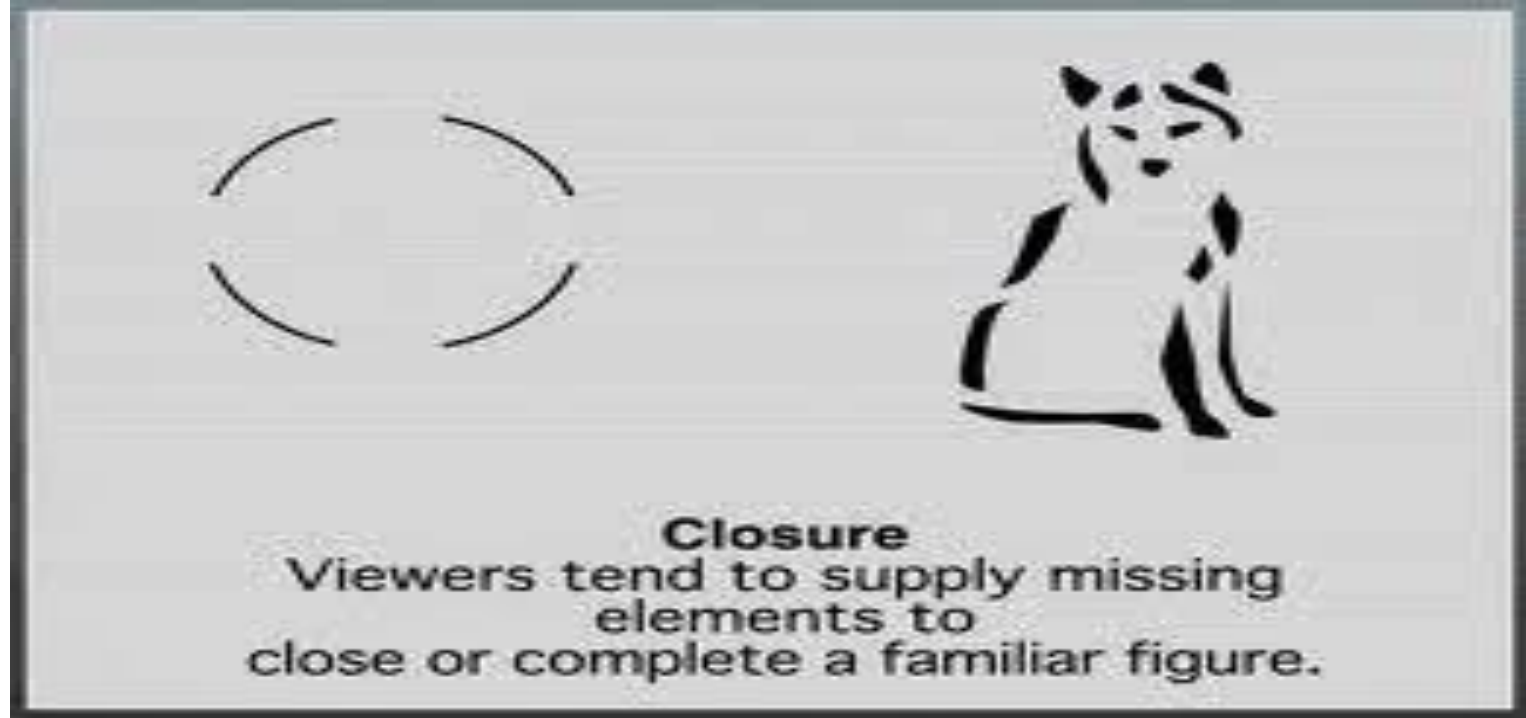 Closure
Viewers tend to supply missing
elements to
close or complete a familiar figure.